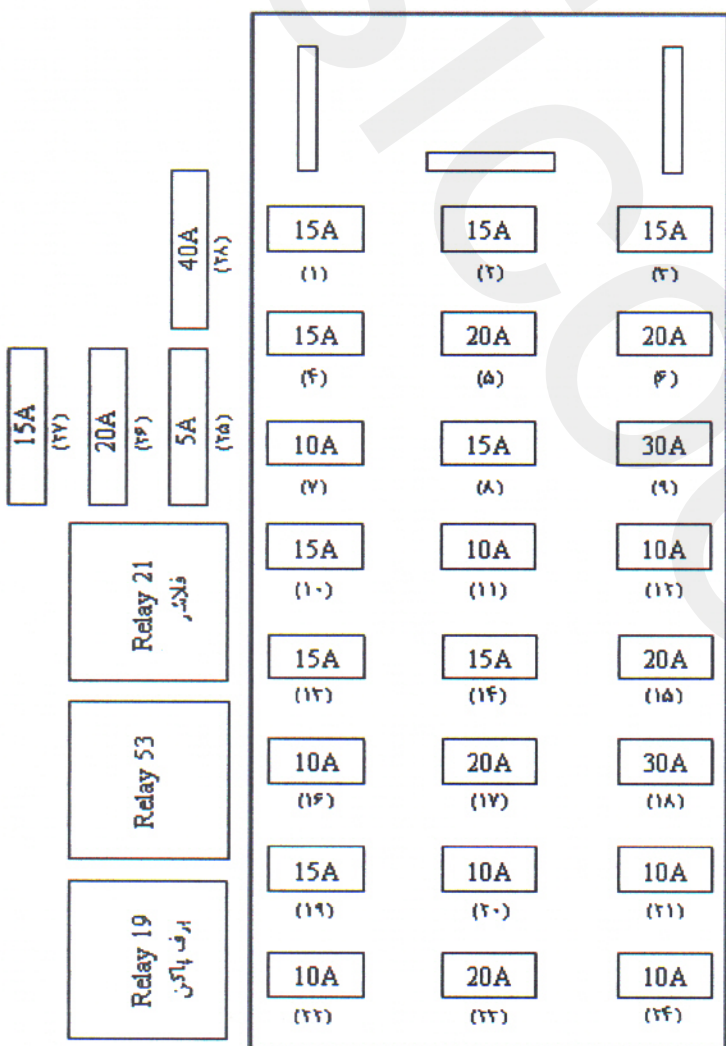 15A 15A 15A
(۱) (۲) (۳)
40A
(۲۸)
15A 20A 20A
(۴) (۵) (۶)
15A
(۲۷)
20A
(۲۶)
5A
(۲۵)
10A 15A 30A
(۷) (۸) (۹)
Relay 21
فلاشر
15A 10A 10A
(۱۰) (۱۱) (۱۲)
15A 15A 20A
(۱۳) (۱۴) (۱۵)
Relay 53
10A 20A 30A
(۱۶) (۱۷) (۱۸)
15A 10A 10A
(۱۹) (۲۰) (۲۱)
Relay 19
برف پاکن
10A 20A 10A
(۲۲) (۲۳) (۲۴)